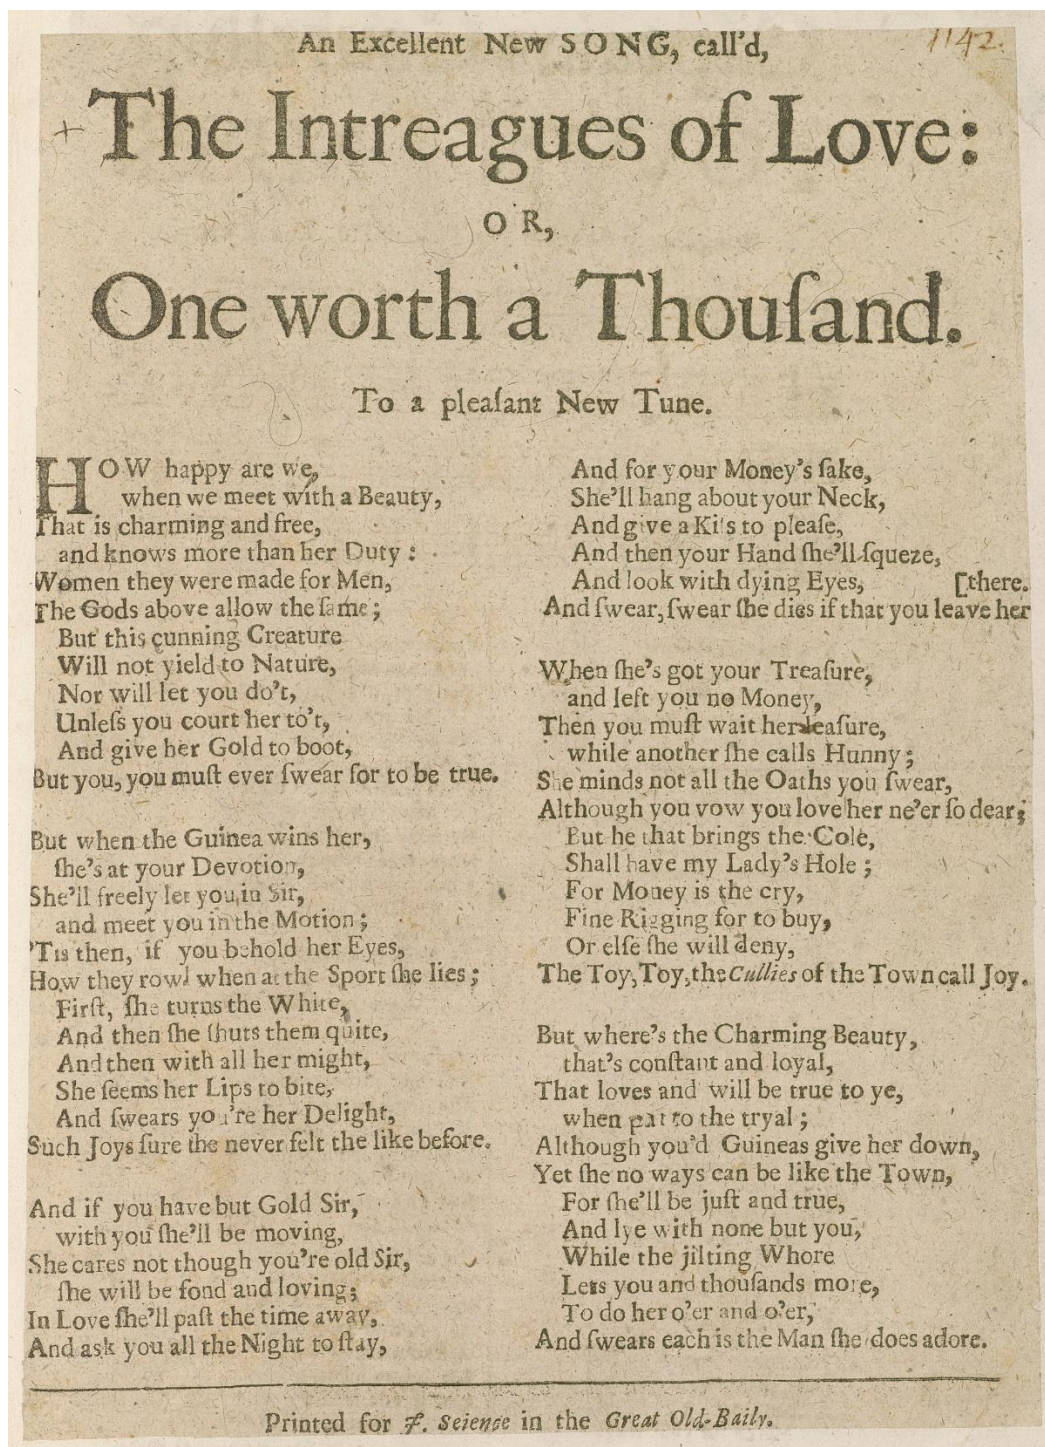 An Excellent New SONG, call'd,
1142.
The Intreagues of Love:
OR,
One worth a Thouſand.
To a pleaſant New Tune.
HOW happy are we,
when we meet with a Beauty,
That is charming and free,
and knows more than her Duty :
Women they were made for Men,
The Gods above allow the ſame ;
But this cunning Creature
Will not yield to Nature,
Nor will let you do't,
Unleſs you court her to't,
And give her Gold to boot,
But you, you muſt ever ſwear for to be true.
But when the Guinea wins her,
ſhe's at your Devotion,
She'll freely let you in Sir,
and meet you in the Motion ;
'Tis then, if you behold her Eyes,
How they rowl when at the Sport ſhe lies ;
Firſt, ſhe turns the White,
And then ſhe ſhuts them quite,
And then with all her might,
She ſeems her Lips to bite,
And ſwears you're her Delight,
Such Joys ſure ſhe never felt the like before.
And if you have but Gold Sir,
with you ſhe'll be moving,
She cares not though you're old Sir,
ſhe will be fond and loving;
In Love ſhe'll paſt the time away,
And ask you all the Night to ſtay,
And for your Money's ſake,
She'll hang about your Neck,
And give a Kiſs to pleaſe,
And then your Hand ſhe'll ſqueze,
And look with dying Eyes, [there.
And ſwear, ſwear ſhe dies if that you leave her
When ſhe's got your Treaſure,
and left you no Money,
Then you muſt wait her leaſure,
while another ſhe calls Hunny ;
She minds not all the Oaths you ſwear,
Although you vow you love her ne'er ſo dear;
But he that brings the Cole,
Shall have my Lady's Hole ;
For Money is the cry,
Fine Rigging for to buy,
Or elſe ſhe will deny,
The Toy, Toy, the Cullies of the Town call Joy.
But where's the Charming Beauty,
that's conſtant and loyal,
That loves and will be true to ye,
when put to the tryal ;
Although you'd Guineas give her down,
Yet ſhe no ways can be like the Town,
For ſhe'll be juſt and true,
And lye with none but you,
While the jilting Whore
Lets you and thouſands more,
To do her o'er and o'er,
And ſwears each is the Man ſhe does adore.
Printed for J. Seience in the Great Old-Baily.